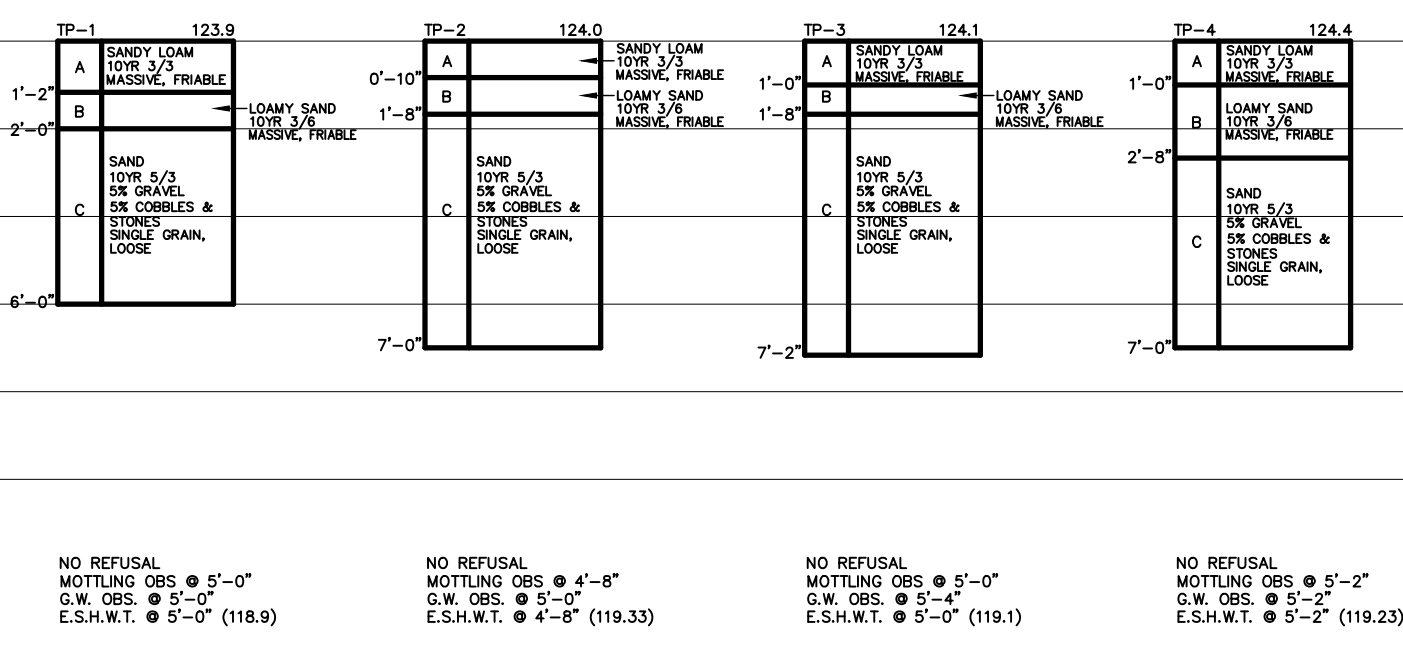 TP-1 123.9
A
SANDY LOAM
10YR 3/3
MASSIVE, FRIABLE
1'-2"
B
LOAMY SAND
10YR 3/6
MASSIVE, FRIABLE
2'-0"
C
SAND
10YR 5/3
5% GRAVEL
5% COBBLES &
STONES
SINGLE GRAIN,
LOOSE
6'-0"
NO REFUSAL
MOTTLING OBS @ 5'-0"
G.W. OBS. @ 5'-0"
E.S.H.W.T. @ 5'-0" (118.9)
TP-2 124.0
A
SANDY LOAM
10YR 3/3
MASSIVE, FRIABLE
0'-10"
B
LOAMY SAND
10YR 3/6
MASSIVE, FRIABLE
1'-8"
C
SAND
10YR 5/3
5% GRAVEL
5% COBBLES &
STONES
SINGLE GRAIN,
LOOSE
7'-0"
NO REFUSAL
MOTTLING OBS @ 4'-8"
G.W. OBS. @ 5'-0"
E.S.H.W.T. @ 4'-8" (119.33)
TP-3 124.1
A
SANDY LOAM
10YR 3/3
MASSIVE, FRIABLE
1'-0"
B
LOAMY SAND
10YR 3/6
MASSIVE, FRIABLE
1'-8"
C
SAND
10YR 5/3
5% GRAVEL
5% COBBLES &
STONES
SINGLE GRAIN,
LOOSE
7'-2"
NO REFUSAL
MOTTLING OBS @ 5'-0"
G.W. OBS. @ 5'-4"
E.S.H.W.T. @ 5'-0" (119.1)
TP-4 124.4
A
SANDY LOAM
10YR 3/3
MASSIVE, FRIABLE
1'-0"
B
LOAMY SAND
10YR 3/6
MASSIVE, FRIABLE
2'-8"
C
SAND
10YR 5/3
5% GRAVEL
5% COBBLES &
STONES
SINGLE GRAIN,
LOOSE
7'-0"
NO REFUSAL
MOTTLING OBS @ 5'-2"
G.W. OBS. @ 5'-2"
E.S.H.W.T. @ 5'-2" (119.23)